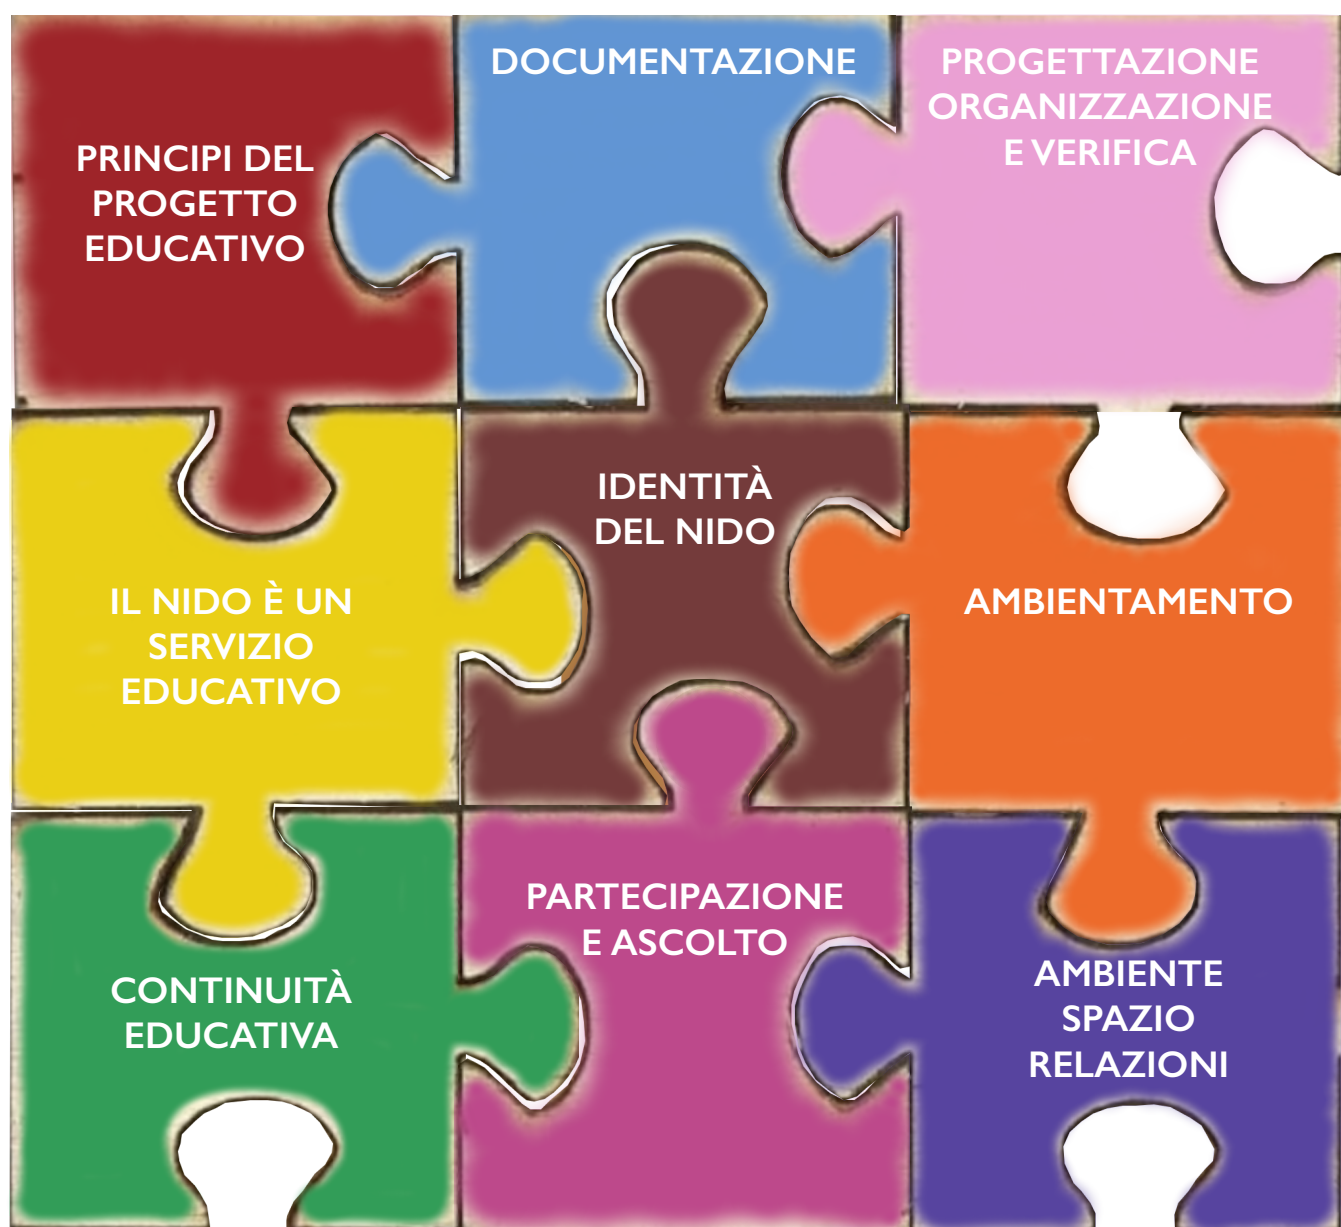 PRINCIPI DEL
PROGETTO
EDUCATIVO
DOCUMENTAZIONE
PROGETTAZIONE
ORGANIZZAZIONE
E VERIFICA
IL NIDO È UN
SERVIZIO
EDUCATIVO
IDENTITÀ
DEL NIDO
AMBIENTAMENTO
CONTINUITÀ
EDUCATIVA
PARTECIPAZIONE
E ASCOLTO
AMBIENTE
SPAZIO
RELAZIONI